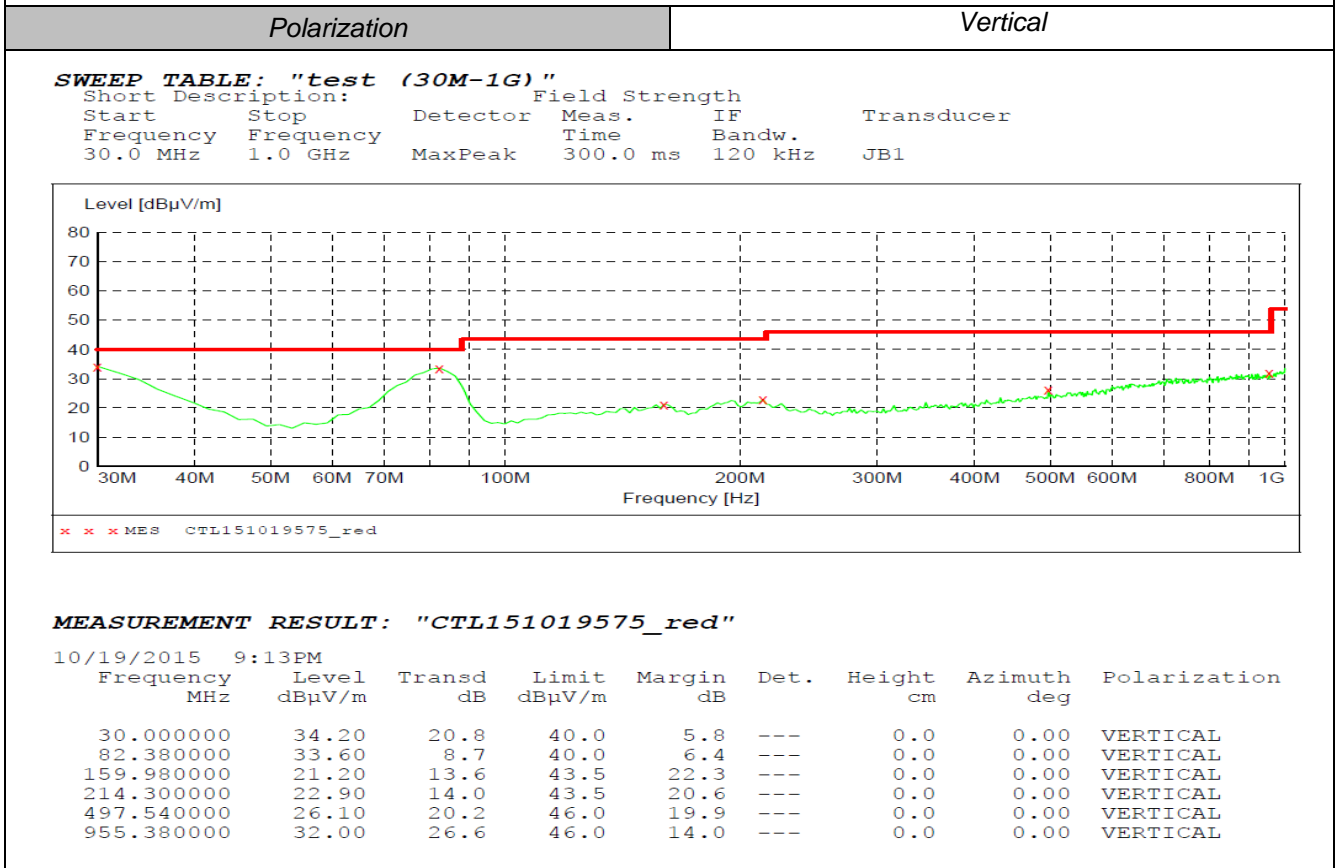 Polarization Vertical
SWEEP TABLE: "test (30M-1G)"
Short Description: Field Strength
Start Stop Detector Meas. IF Transducer
Frequency Frequency Time Bandw.
30.0 MHz 1.0 GHz MaxPeak 300.0 ms 120 kHz JB1
Level [dBµV/m]
80
70
60
50
40
30
20
10
0
30M 40M 50M 60M 70M 100M 200M 300M 400M 500M 600M 800M 1G
Frequency [Hz]
x x x MES CTL151019575_red
MEASUREMENT RESULT: "CTL151019575_red"
10/19/2015 9:13PM
Frequency Level Transd Limit Margin Det. Height Azimuth Polarization
MHz dBµV/m dB dBµV/m dB cm deg
30.000000 34.20 20.8 40.0 5.8 --- 0.0 0.00 VERTICAL
82.380000 33.60 8.7 40.0 6.4 --- 0.0 0.00 VERTICAL
159.980000 21.20 13.6 43.5 22.3 --- 0.0 0.00 VERTICAL
214.300000 22.90 14.0 43.5 20.6 --- 0.0 0.00 VERTICAL
497.540000 26.10 20.2 46.0 19.9 --- 0.0 0.00 VERTICAL
955.380000 32.00 26.6 46.0 14.0 --- 0.0 0.00 VERTICAL